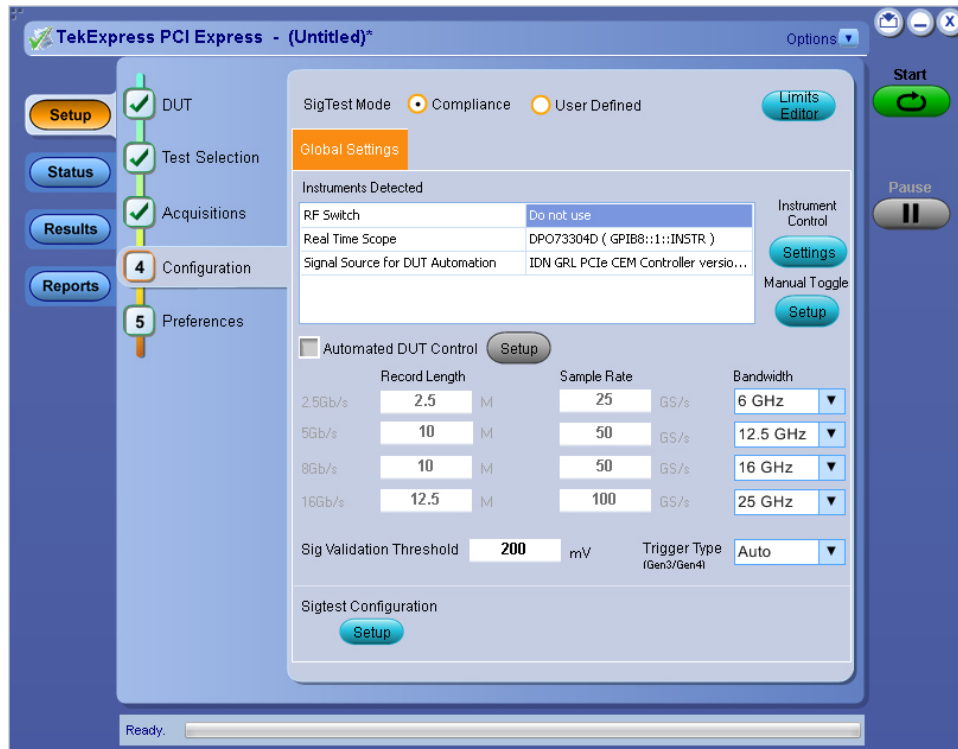 TekExpress PCI Express - (Untitled)*
Options
Start
Pause
Setup
Status
Results
Reports
DUT
Test Selection
Acquisitions
4 Configuration
5 Preferences
SigTest Mode Compliance User Defined
Limits Editor
Global Settings
Instruments Detected
RF Switch Do not use
Real Time Scope DPO73304D ( GPIB8::1::INSTR )
Signal Source for DUT Automation IDN GRL PCIe CEM Controller versio...
Instrument Control
Settings
Manual Toggle
Setup
Automated DUT Control Setup
Record Length Sample Rate Bandwidth
2.5Gb/s 2.5 M 25 GS/s 6 GHz
5Gb/s 10 M 50 GS/s 12.5 GHz
8Gb/s 10 M 50 GS/s 16 GHz
16Gb/s 12.5 M 100 GS/s 25 GHz
Sig Validation Threshold 200 mV
Trigger Type Auto
(Gen3/Gen4)
Sigtest Configuration
Setup
Ready.
X